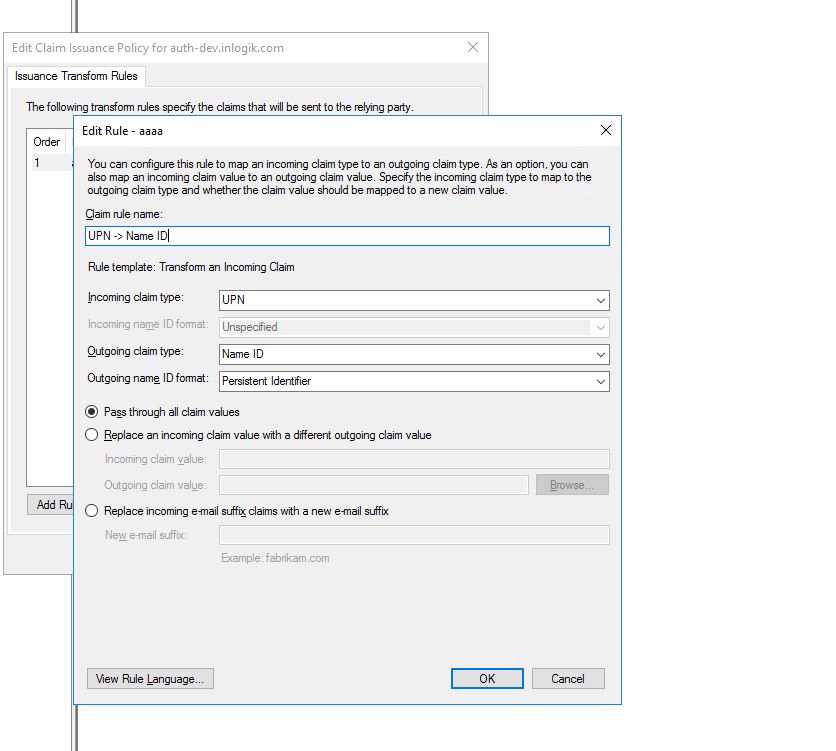 Edit Claim Issuance Policy for auth-dev.inlogik.com
Issuance Transform Rules
The following transform rules specify the claims that will be sent to the relying party.
Order
1
Add Ru
Edit Rule - aaaa
You can configure this rule to map an incoming claim type to an outgoing claim type. As an option, you can
also map an incoming claim value to an outgoing claim value. Specify the incoming claim type to map to the
outgoing claim type and whether the claim value should be mapped to a new claim value.
Claim rule name:
UPN -> Name ID
Rule template: Transform an Incoming Claim
Incoming claim type: UPN
Incoming name ID format: Unspecified
Outgoing claim type: Name ID
Outgoing name ID format: Persistent Identifier
Pass through all claim values
Replace an incoming claim value with a different outgoing claim value
Incoming claim value:
Outgoing claim value: Browse...
Replace incoming e-mail suffix claims with a new e-mail suffix
New e-mail suffix:
Example: fabrikam.com
View Rule Language... OK Cancel